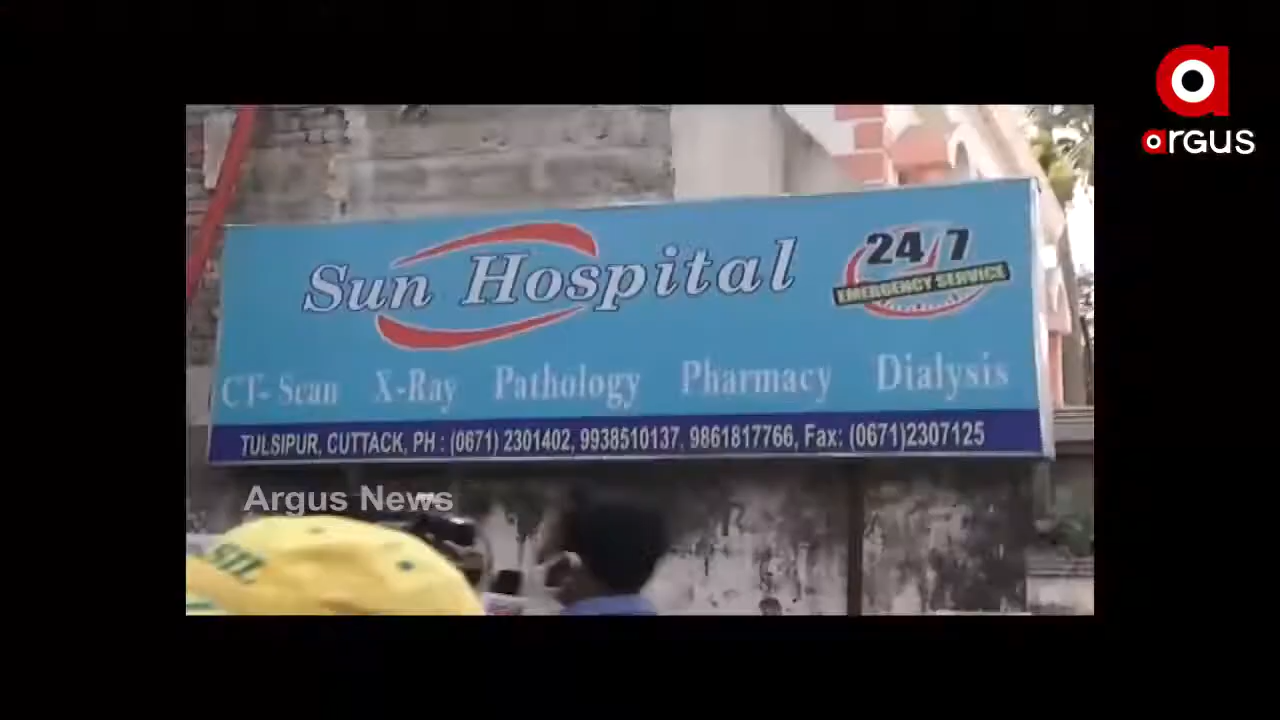 argus
Sun Hospital
24/7
EMERGENCY SERVICE
CT- Scan X-Ray Pathology Pharmacy Dialysis
TULSIPUR, CUTTACK, PH : (0671) 2301402, 9938510137, 9861817766, Fax: (0671)2307125
Argus News